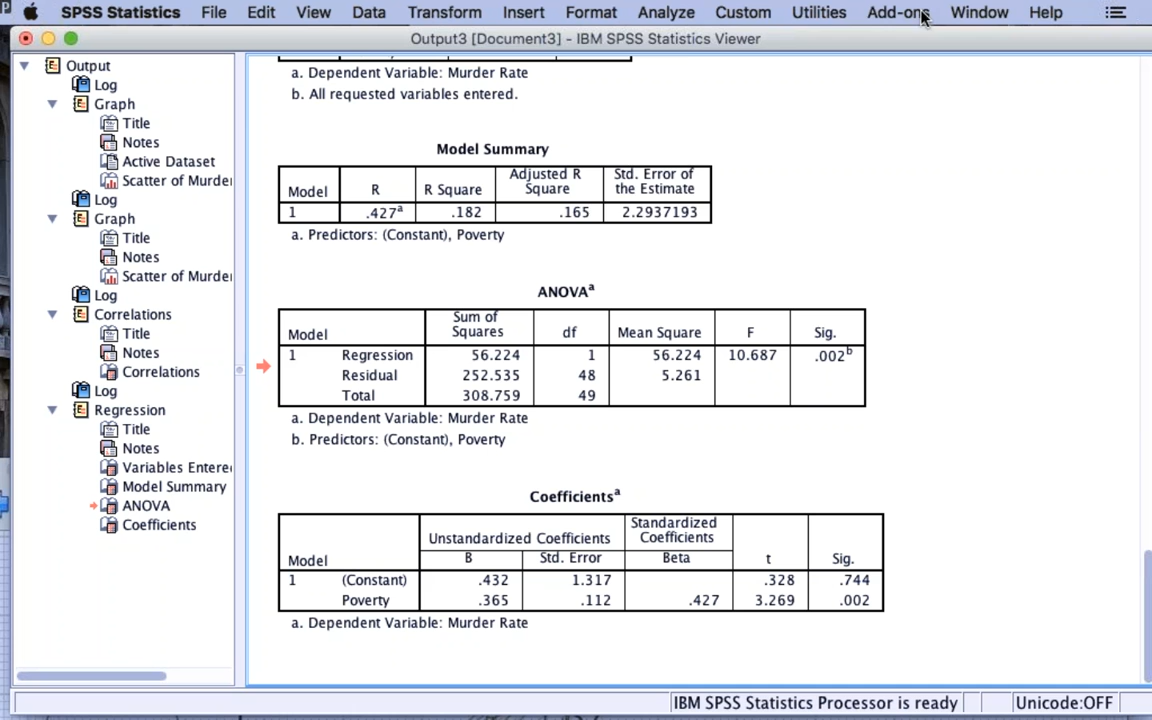 SPSS Statistics File Edit View Data Transform Insert Format Analyze Custom Utilities Add-ons Window Help
Output3 [Document3] - IBM SPSS Statistics Viewer
Output
Log
Graph
Title
Notes
Active Dataset
Scatter of Murder
Log
Graph
Title
Notes
Scatter of Murder
Log
Correlations
Title
Notes
Correlations
Log
Regression
Title
Notes
Variables Entere
Model Summary
ANOVA
Coefficients
a. Dependent Variable: Murder Rate
b. All requested variables entered.
Model Summary
Model R R Square Adjusted R Square Std. Error of the Estimate
1 .427a .182 .165 2.2937193
a. Predictors: (Constant), Poverty
ANOVAa
Model Sum of Squares df Mean Square F Sig.
1 Regression 56.224 1 56.224 10.687 .002b
Residual 252.535 48 5.261
Total 308.759 49
a. Dependent Variable: Murder Rate
b. Predictors: (Constant), Poverty
Coefficientsa
Model Unstandardized Coefficients Standardized Coefficients t Sig.
B Std. Error Beta
1 (Constant) .432 1.317 .328 .744
Poverty .365 .112 .427 3.269 .002
a. Dependent Variable: Murder Rate
IBM SPSS Statistics Processor is ready Unicode:OFF